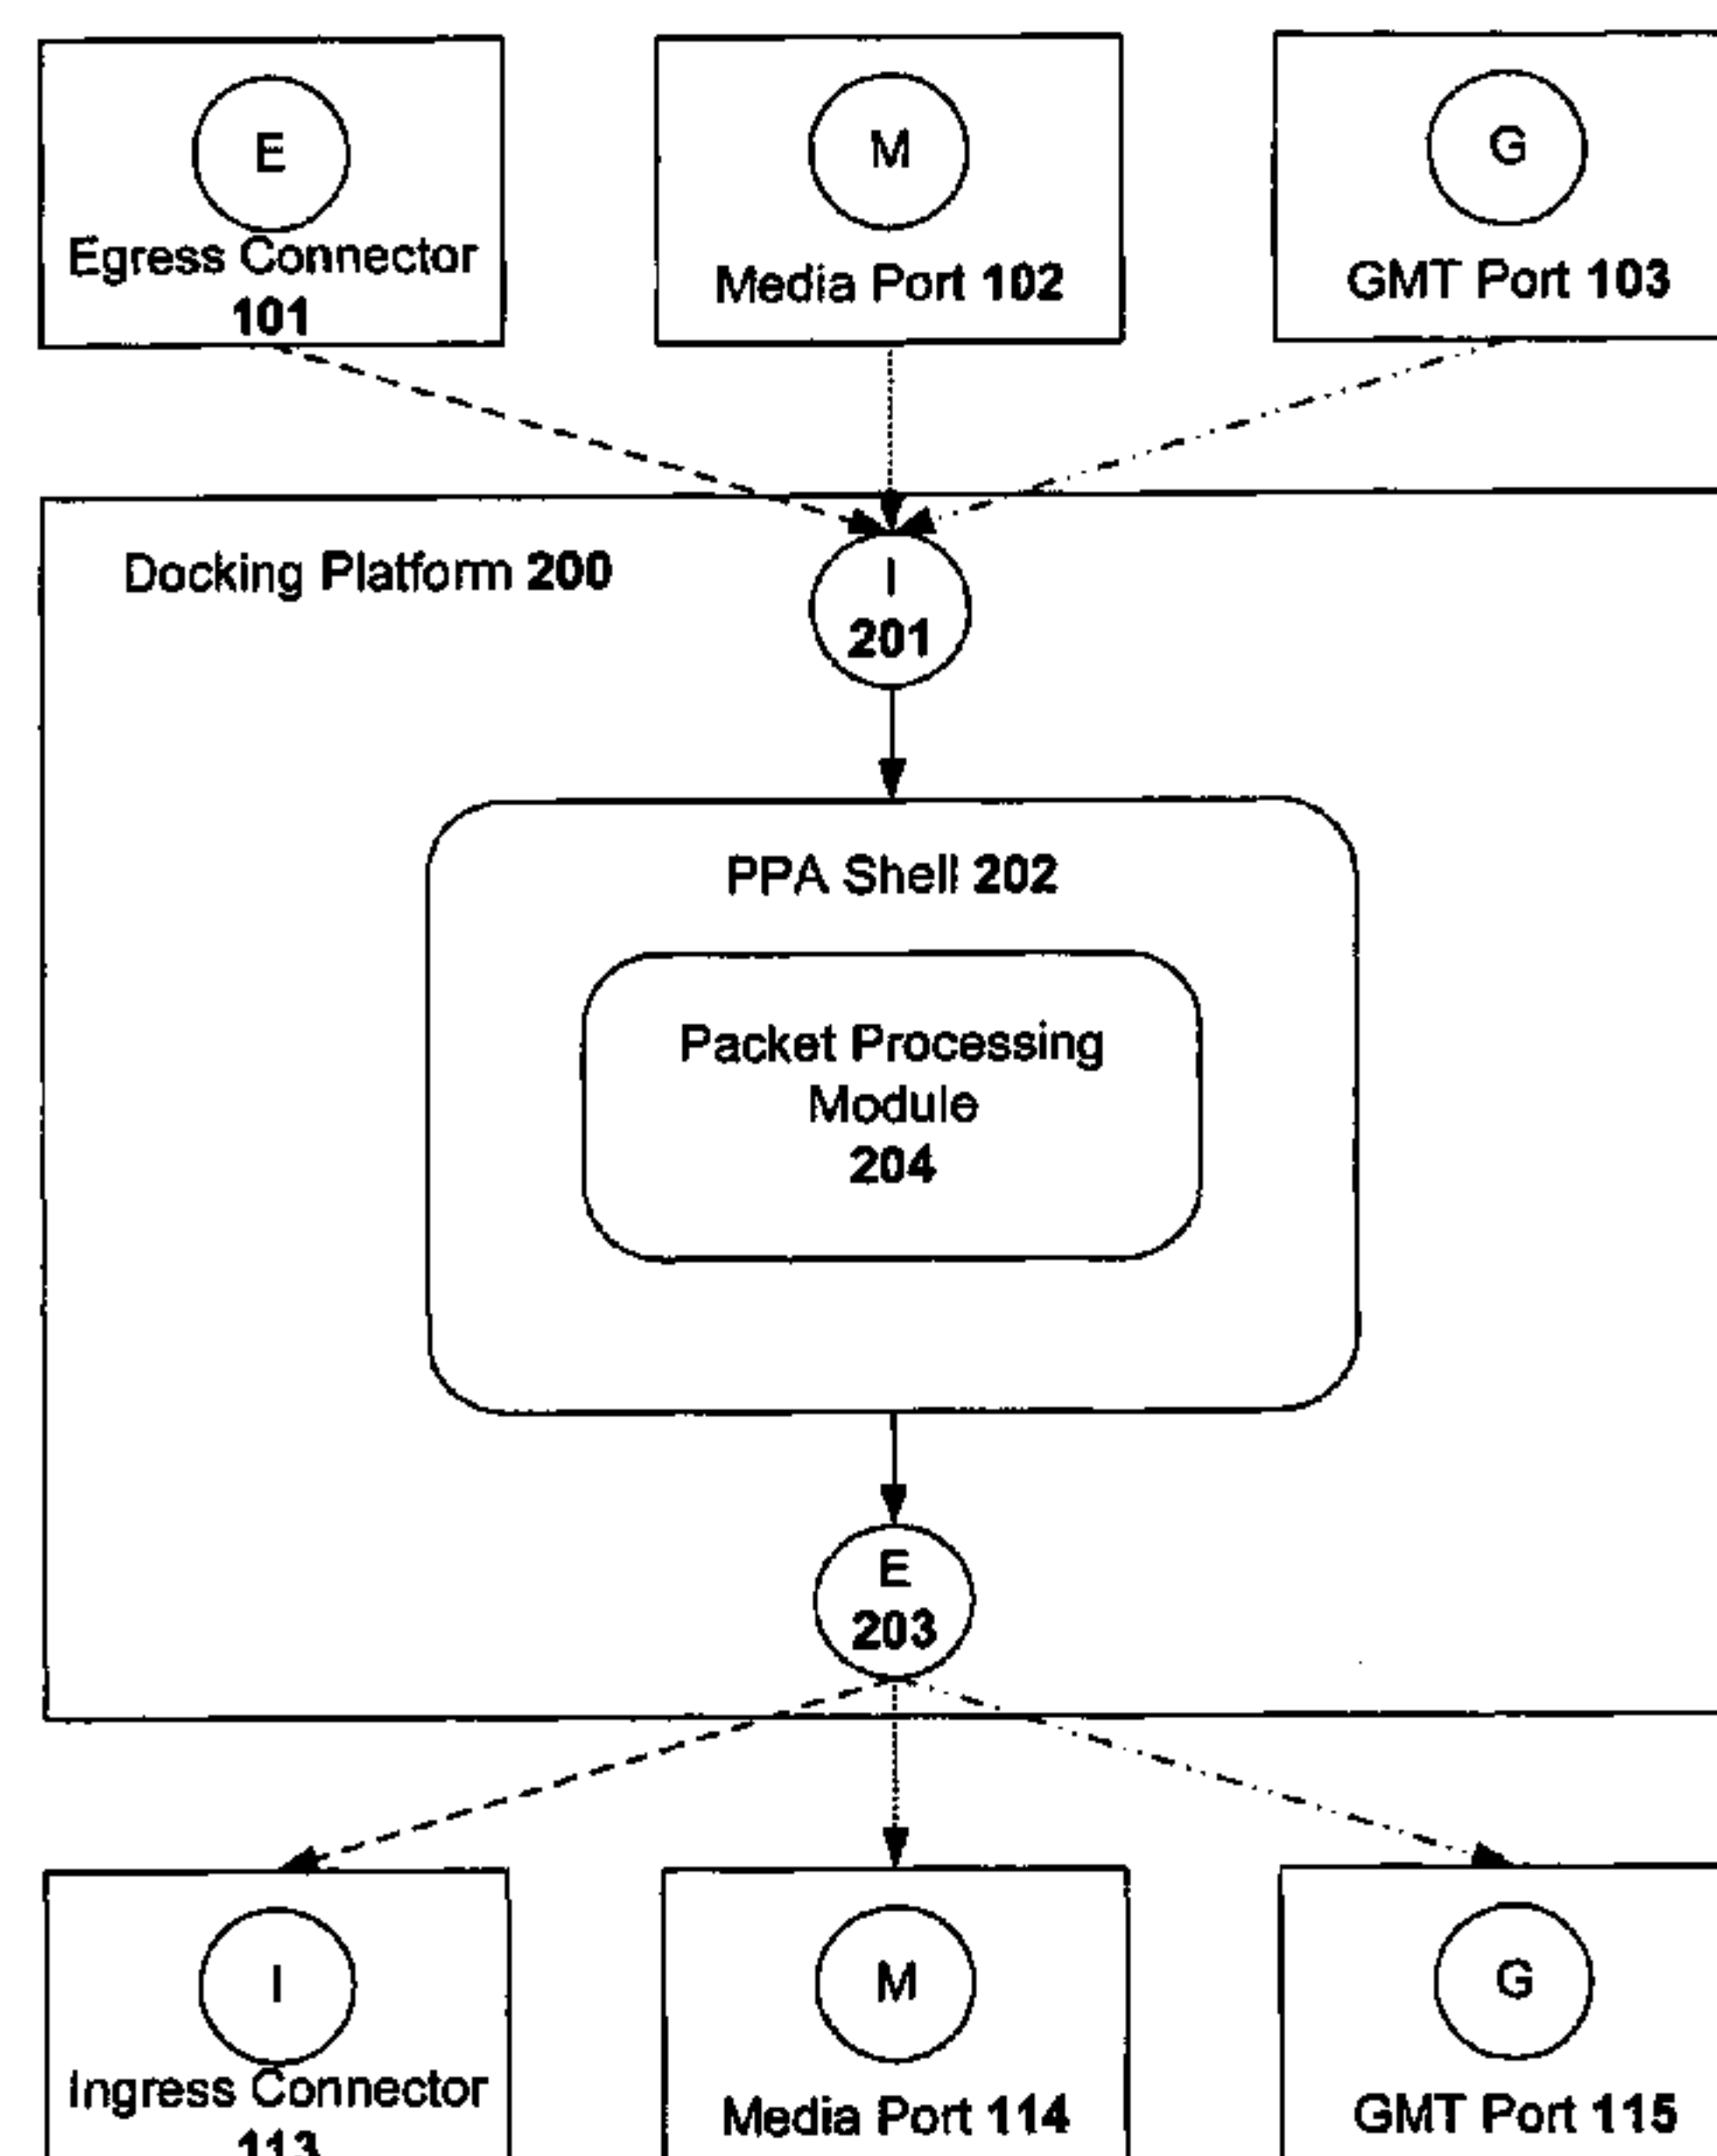 E
Egress Connector
101
M
Media Port 102
G
GMT Port 103
Docking Platform 200
I
201
PPA Shell 202
Packet Processing
Module
204
E
203
I
Ingress Connector
113
M
Media Port 114
G
GMT Port 115